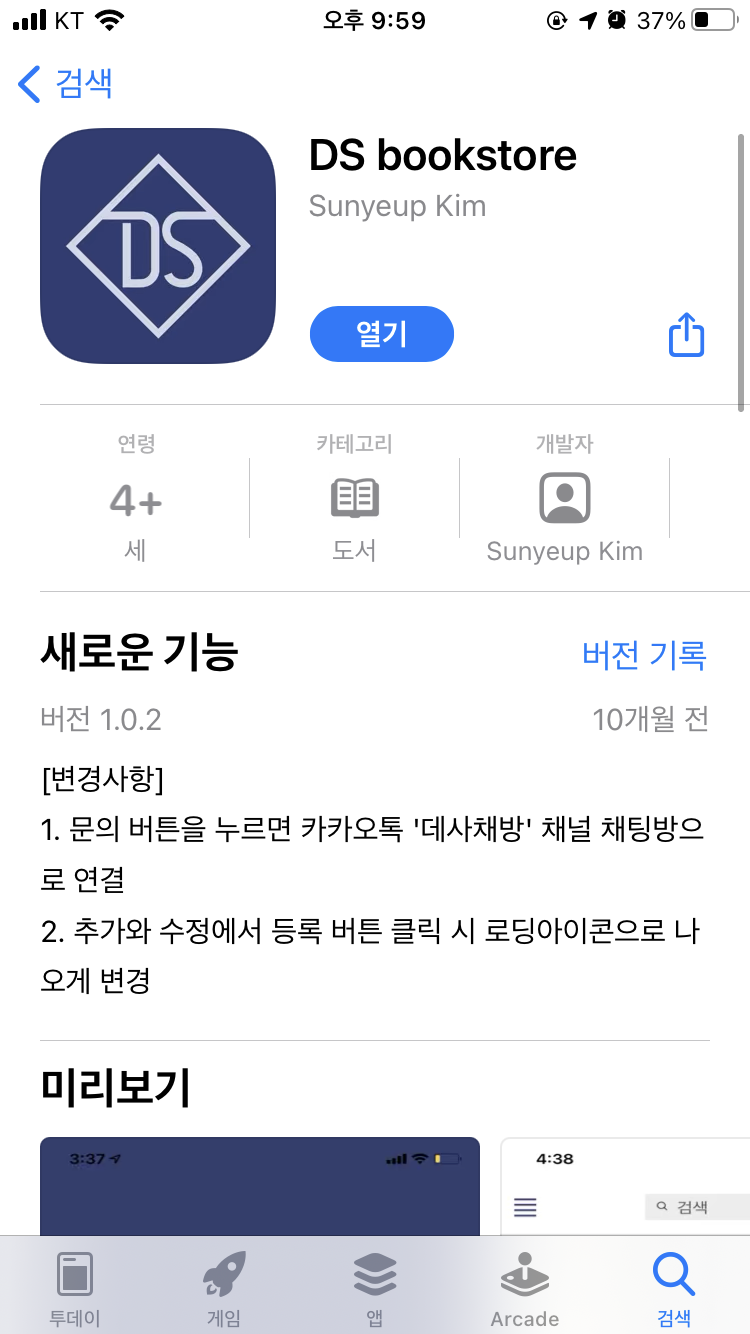 KT 오후 9:59 37%
검색
DS
DS bookstore
Sunyeup Kim
열기
연령 카테고리 개발자
4+
세 도서 Sunyeup Kim
새로운 기능 버전 기록
버전 1.0.2 10개월 전
[변경사항]
1. 문의 버튼을 누르면 카카오톡 '데사채방' 채널 채팅방으
로 연결
2. 추가와 수정에서 등록 버튼 클릭 시 로딩아이콘으로 나
오게 변경
미리보기
3:37 4:38
검색
투데이 게임 앱 Arcade 검색